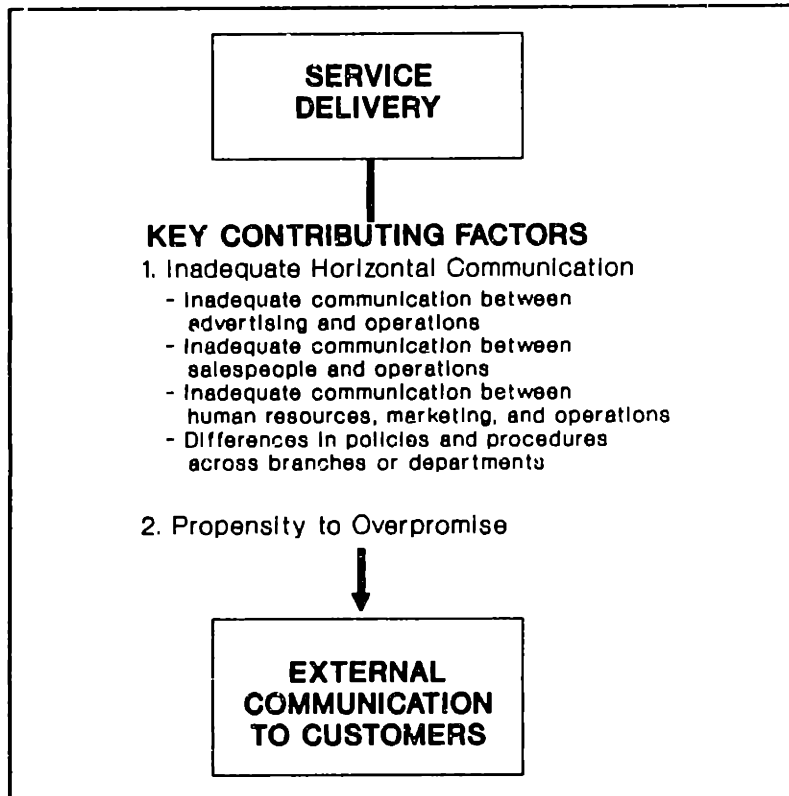 SERVICE
DELIVERY
KEY CONTRIBUTING FACTORS
1. Inadequate Horizontal Communication
- Inadequate communication between
advertising and operations
- Inadequate communication between
salespeople and operations
- Inadequate communication between
human resources, marketing, and operations
- Differences in policies and procedures
across branches or departments
2. Propensity to Overpromise
EXTERNAL
COMMUNICATION
TO CUSTOMERS